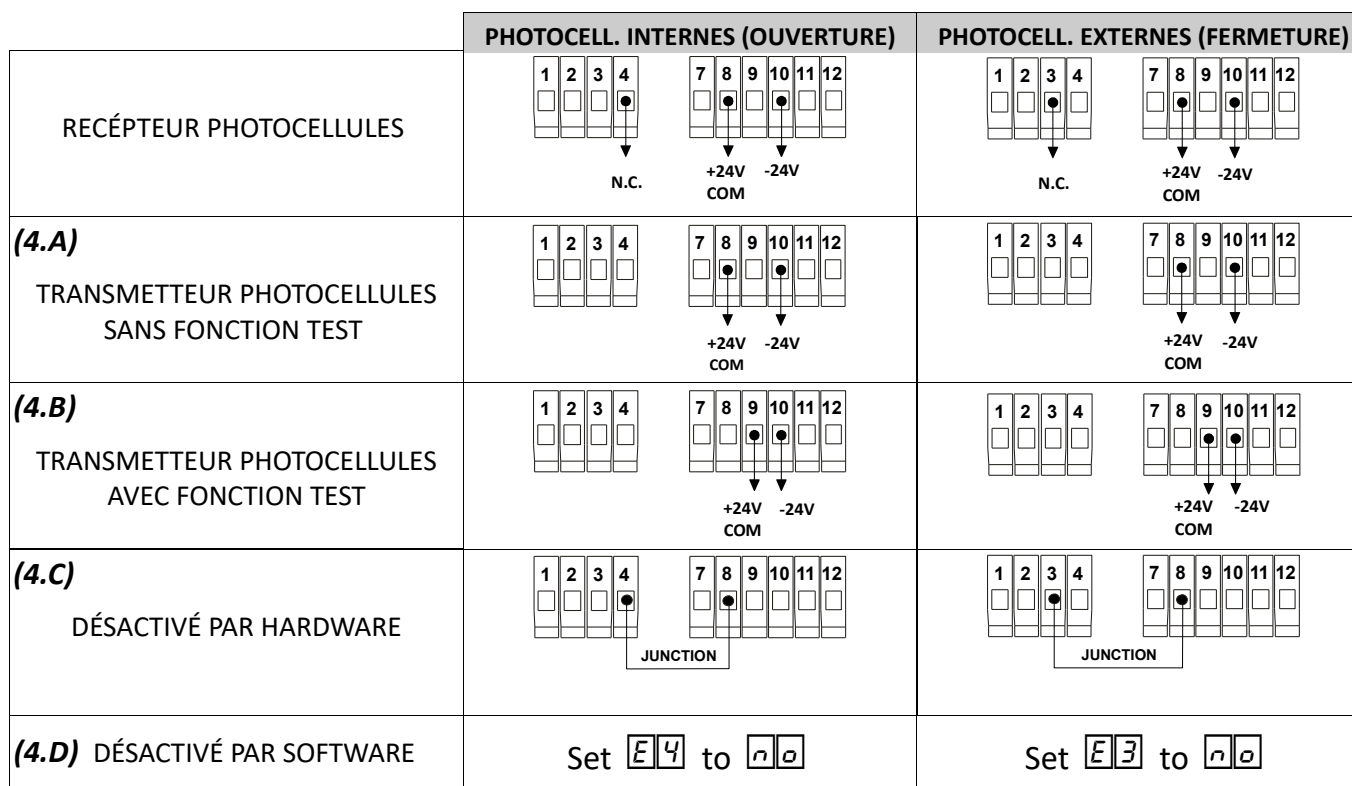 PHOTOCELL. INTERNES (OUVERTURE) PHOTOCELL. EXTERNES (FERMETURE)
RECÉPTEUR PHOTOCELLULES
1 2 3 4 7 8 9 10 11 12
N.C. +24V COM -24V
1 2 3 4 7 8 9 10 11 12
N.C. +24V COM -24V
(4.A)
TRANSMETTEUR PHOTOCELLULES
SANS FONCTION TEST
1 2 3 4 7 8 9 10 11 12
+24V COM -24V
1 2 3 4 7 8 9 10 11 12
+24V COM -24V
(4.B)
TRANSMETTEUR PHOTOCELLULES
AVEC FONCTION TEST
1 2 3 4 7 8 9 10 11 12
+24V COM -24V
1 2 3 4 7 8 9 10 11 12
+24V COM -24V
(4.C)
DÉSACTIVÉ PAR HARDWARE
1 2 3 4 7 8 9 10 11 12
JUNCTION
1 2 3 4 7 8 9 10 11 12
JUNCTION
(4.D) DÉSACTIVÉ PAR SOFTWARE
Set E4 to no
Set E3 to no